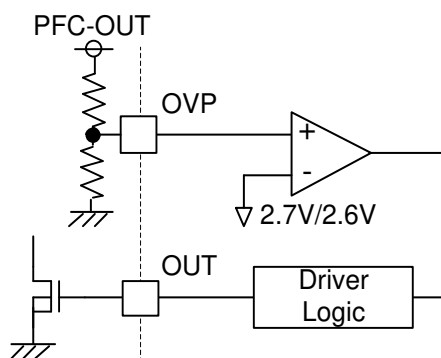 PFC-OUT
OVP
+
-
2.7V/2.6V
OUT
Driver
Logic